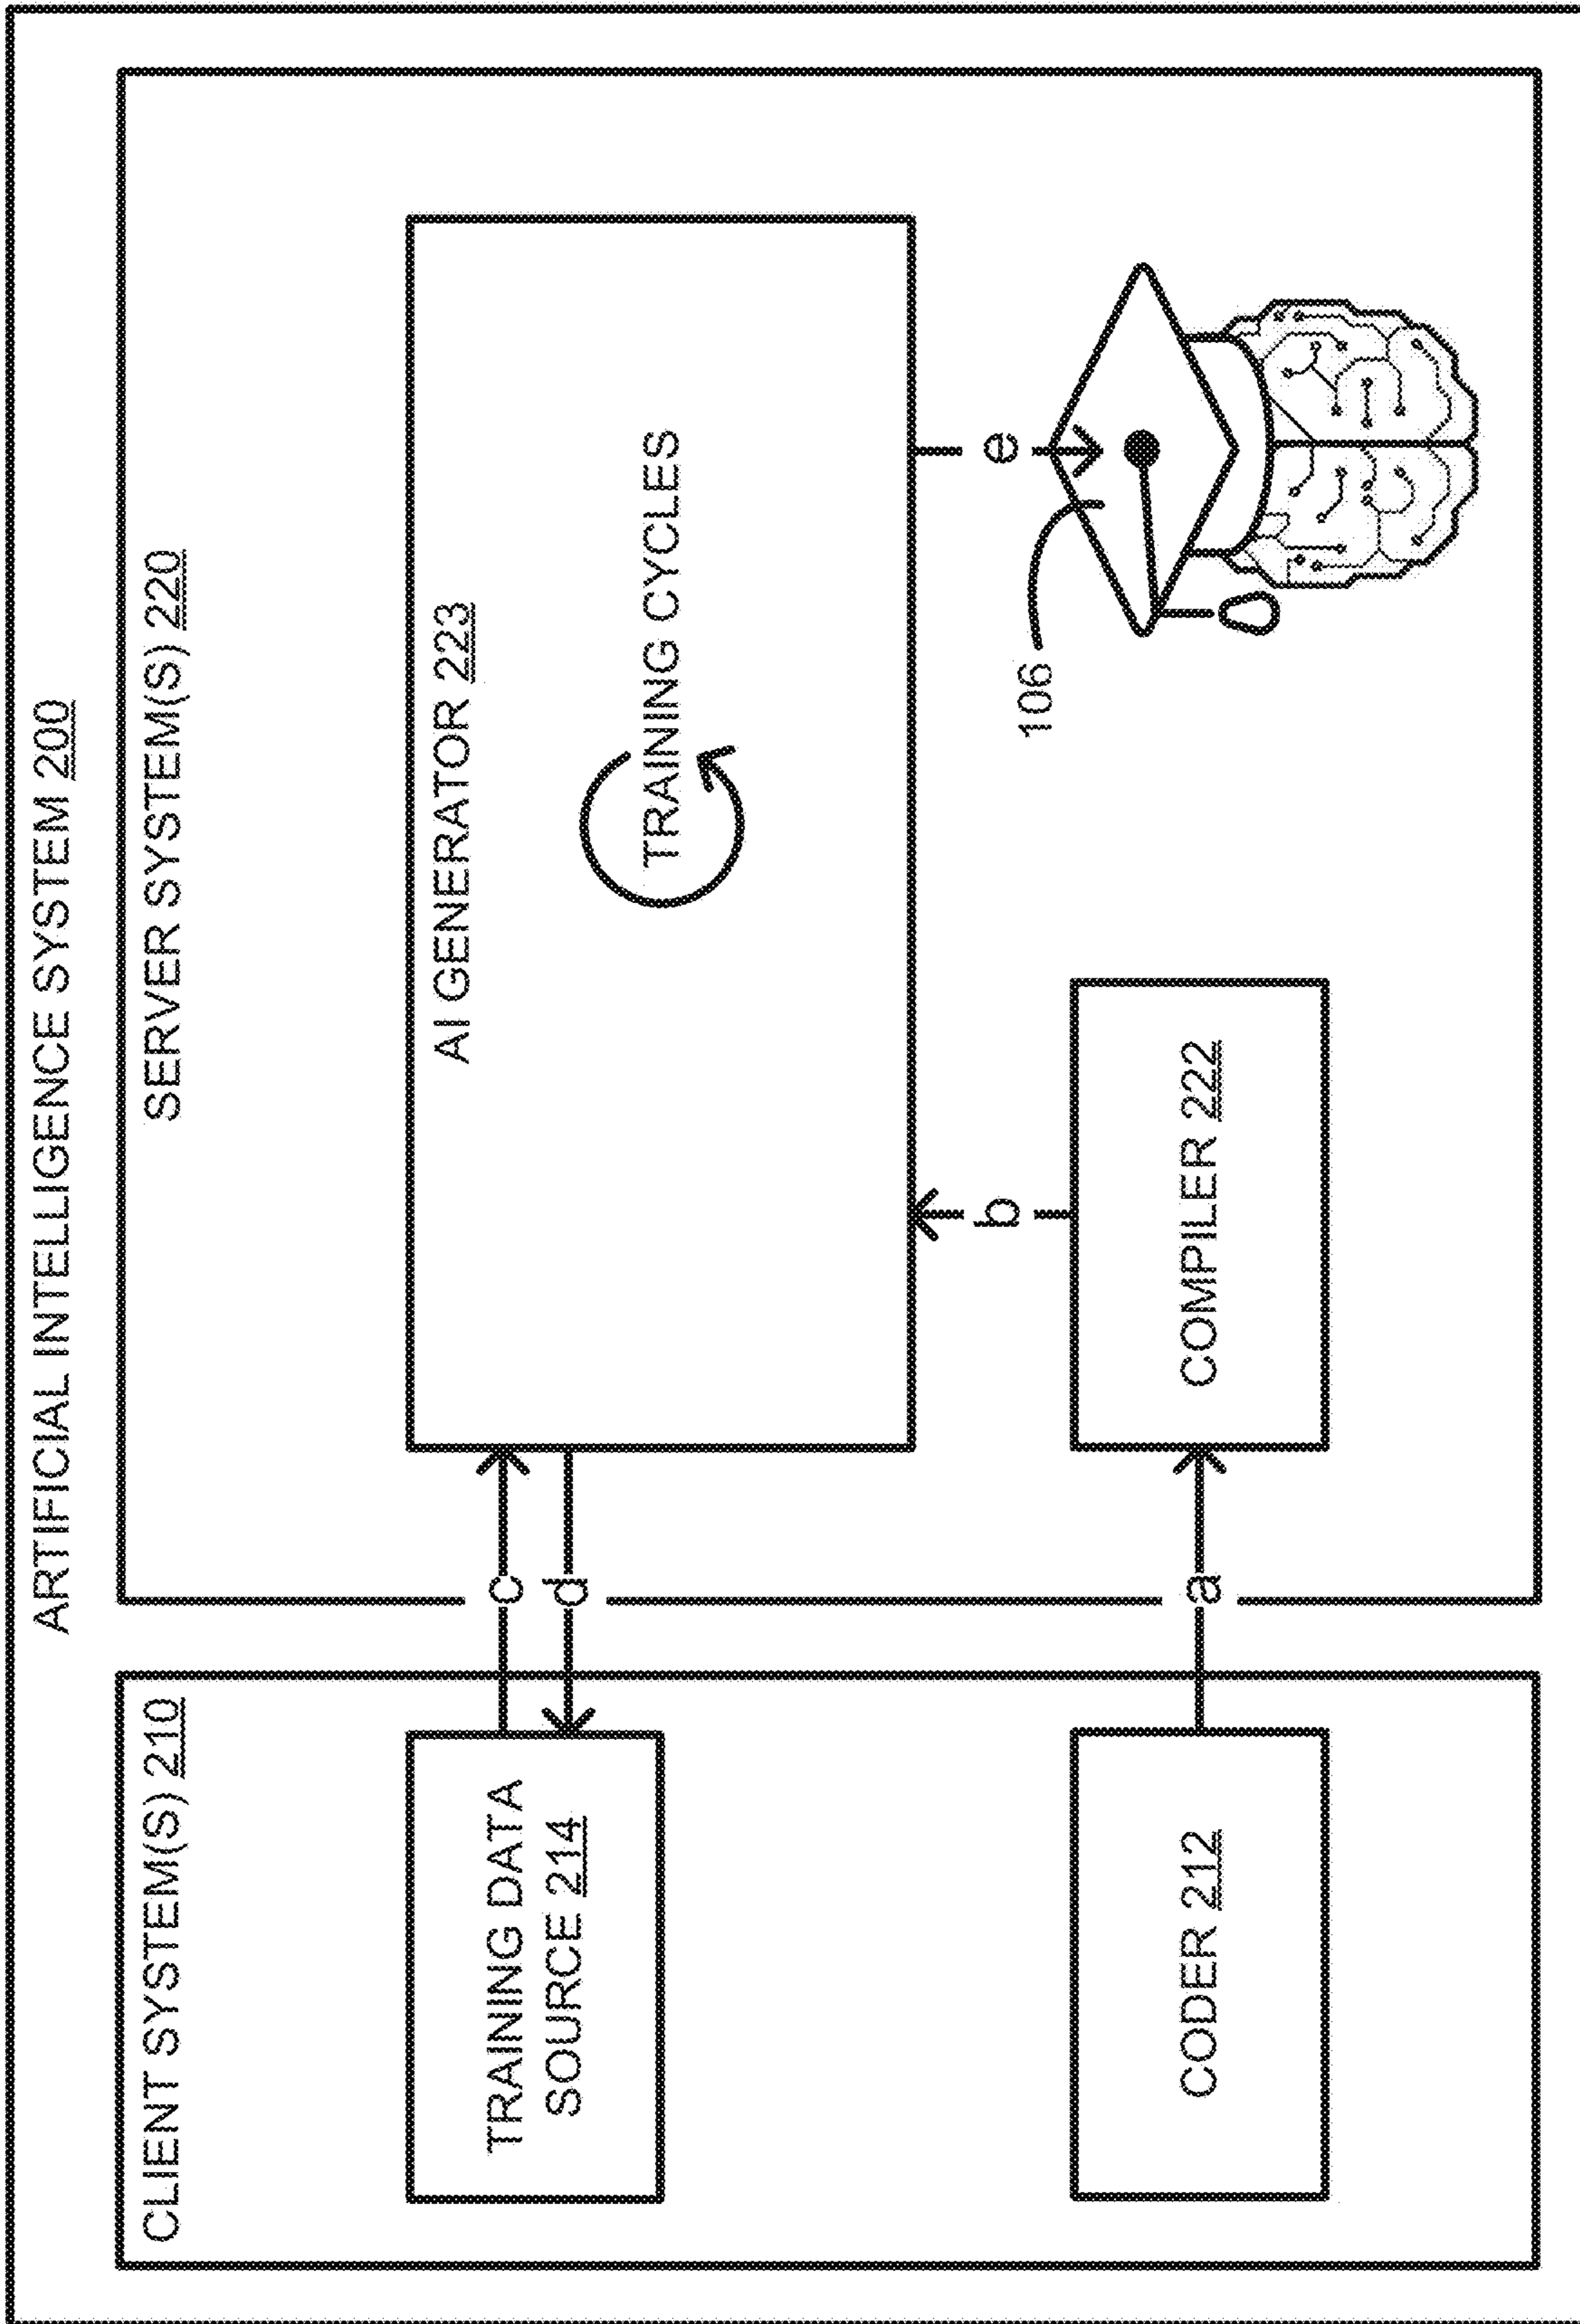 ARTIFICIAL INTELLIGENCE SYSTEM 200
CLIENT SYSTEM(S) 210
SERVER SYSTEM(S) 220
TRAINING DATA
SOURCE 214
c
d
AI GENERATOR 223
TRAINING CYCLES
b
e
106
CODER 212
a
COMPILER 222